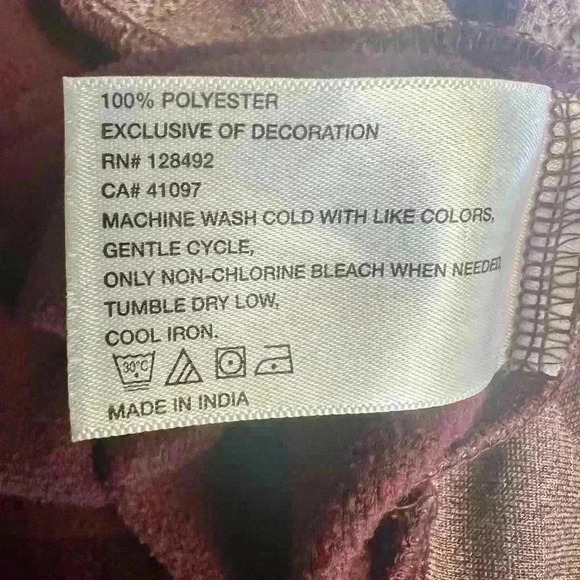 100% POLYESTER
EXCLUSIVE OF DECORATION
RN# 128492
CA# 41097
MACHINE WASH COLD WITH LIKE COLORS,
GENTLE CYCLE,
ONLY NON-CHLORINE BLEACH WHEN NEEDED,
TUMBLE DRY LOW,
COOL IRON.
30°C
MADE IN INDIA